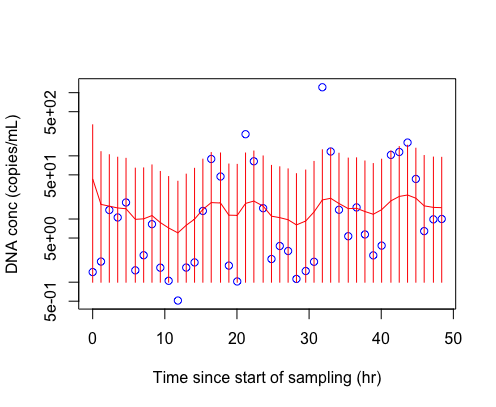 DNA conc (copies/mL)
5e+02
5e+01
5e+00
5e-01
0 10 20 30 40 50
Time since start of sampling (hr)